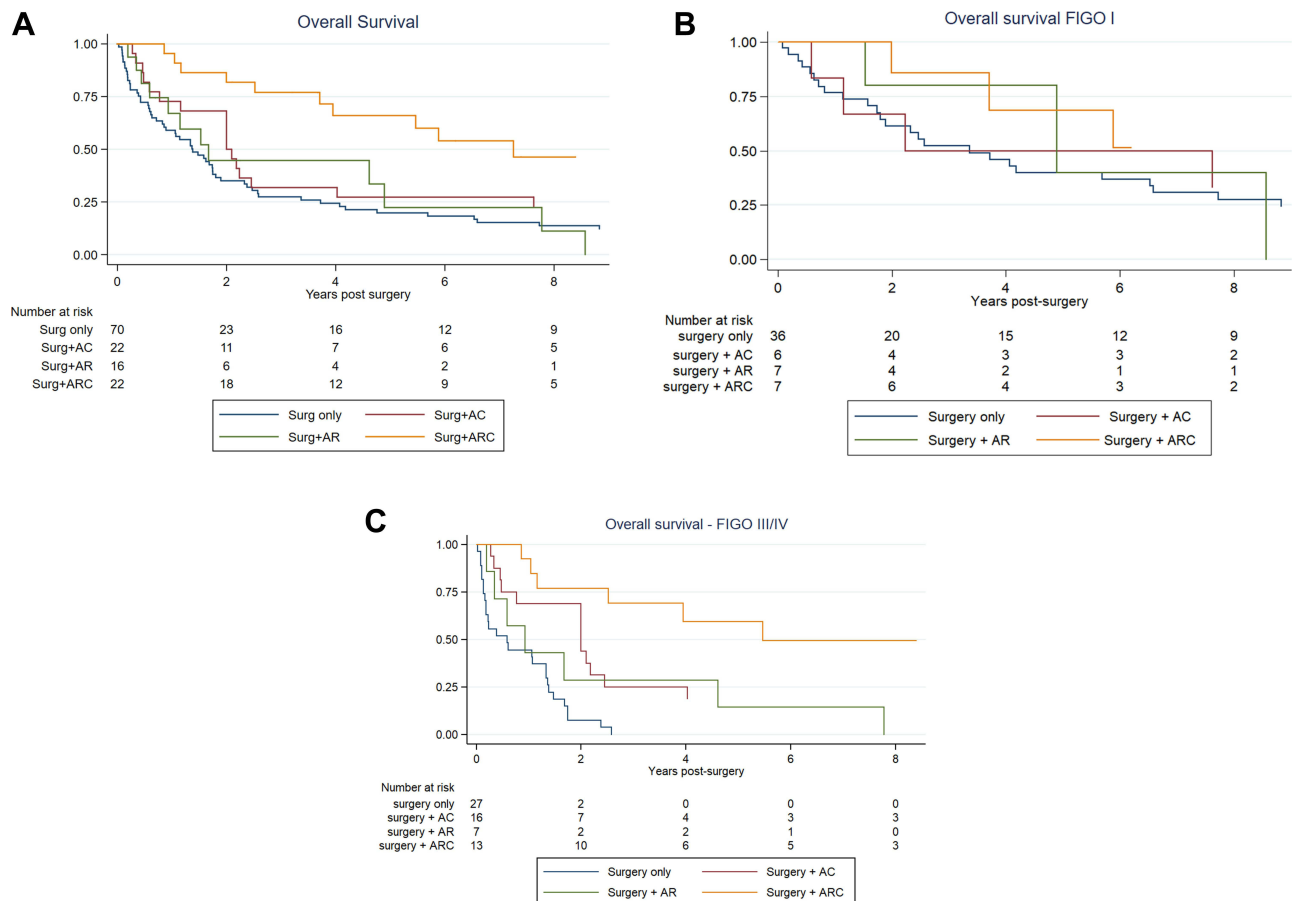 A
Overall Survival
1.00
0.75
0.50
0.25
0.00
0 2 4 6 8
Years post surgery
Number at risk
Surg only 70 23 16 12 9
Surg+AC 22 11 7 6 5
Surg+AR 16 6 4 2 1
Surg+ARC 22 18 12 9 5
Surg only Surg+AC
Surg+AR Surg+ARC
B
Overall survival FIGO I
1.00
0.75
0.50
0.25
0.00
0 2 4 6 8
Years post-surgery
Number at risk
surgery only 36 20 15 12 9
surgery + AC 6 4 3 3 2
surgery + AR 7 4 2 1 1
surgery + ARC 7 6 4 3 2
Surgery only Surgery + AC
Surgery + AR Surgery + ARC
C
Overall survival - FIGO III/IV
1.00
0.75
0.50
0.25
0.00
0 2 4 6 8
Years post-surgery
Number at risk
surgery only 27 2 0 0 0
surgery + AC 16 7 4 3 3
surgery + AR 7 2 2 1 0
surgery + ARC 13 10 6 5 3
Surgery only Surgery + AC
Surgery + AR Surgery + ARC